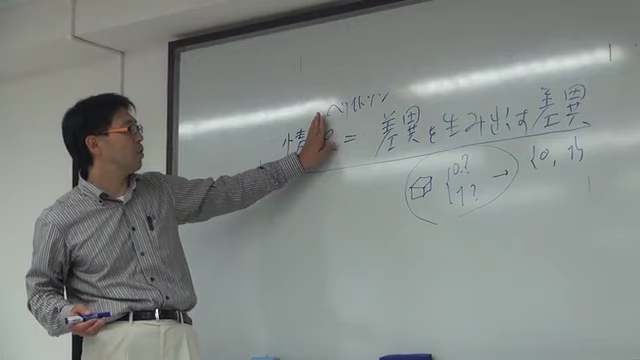 ベイトソン
情 = 差異を生み出す差異
0?
1? → {0, 1}